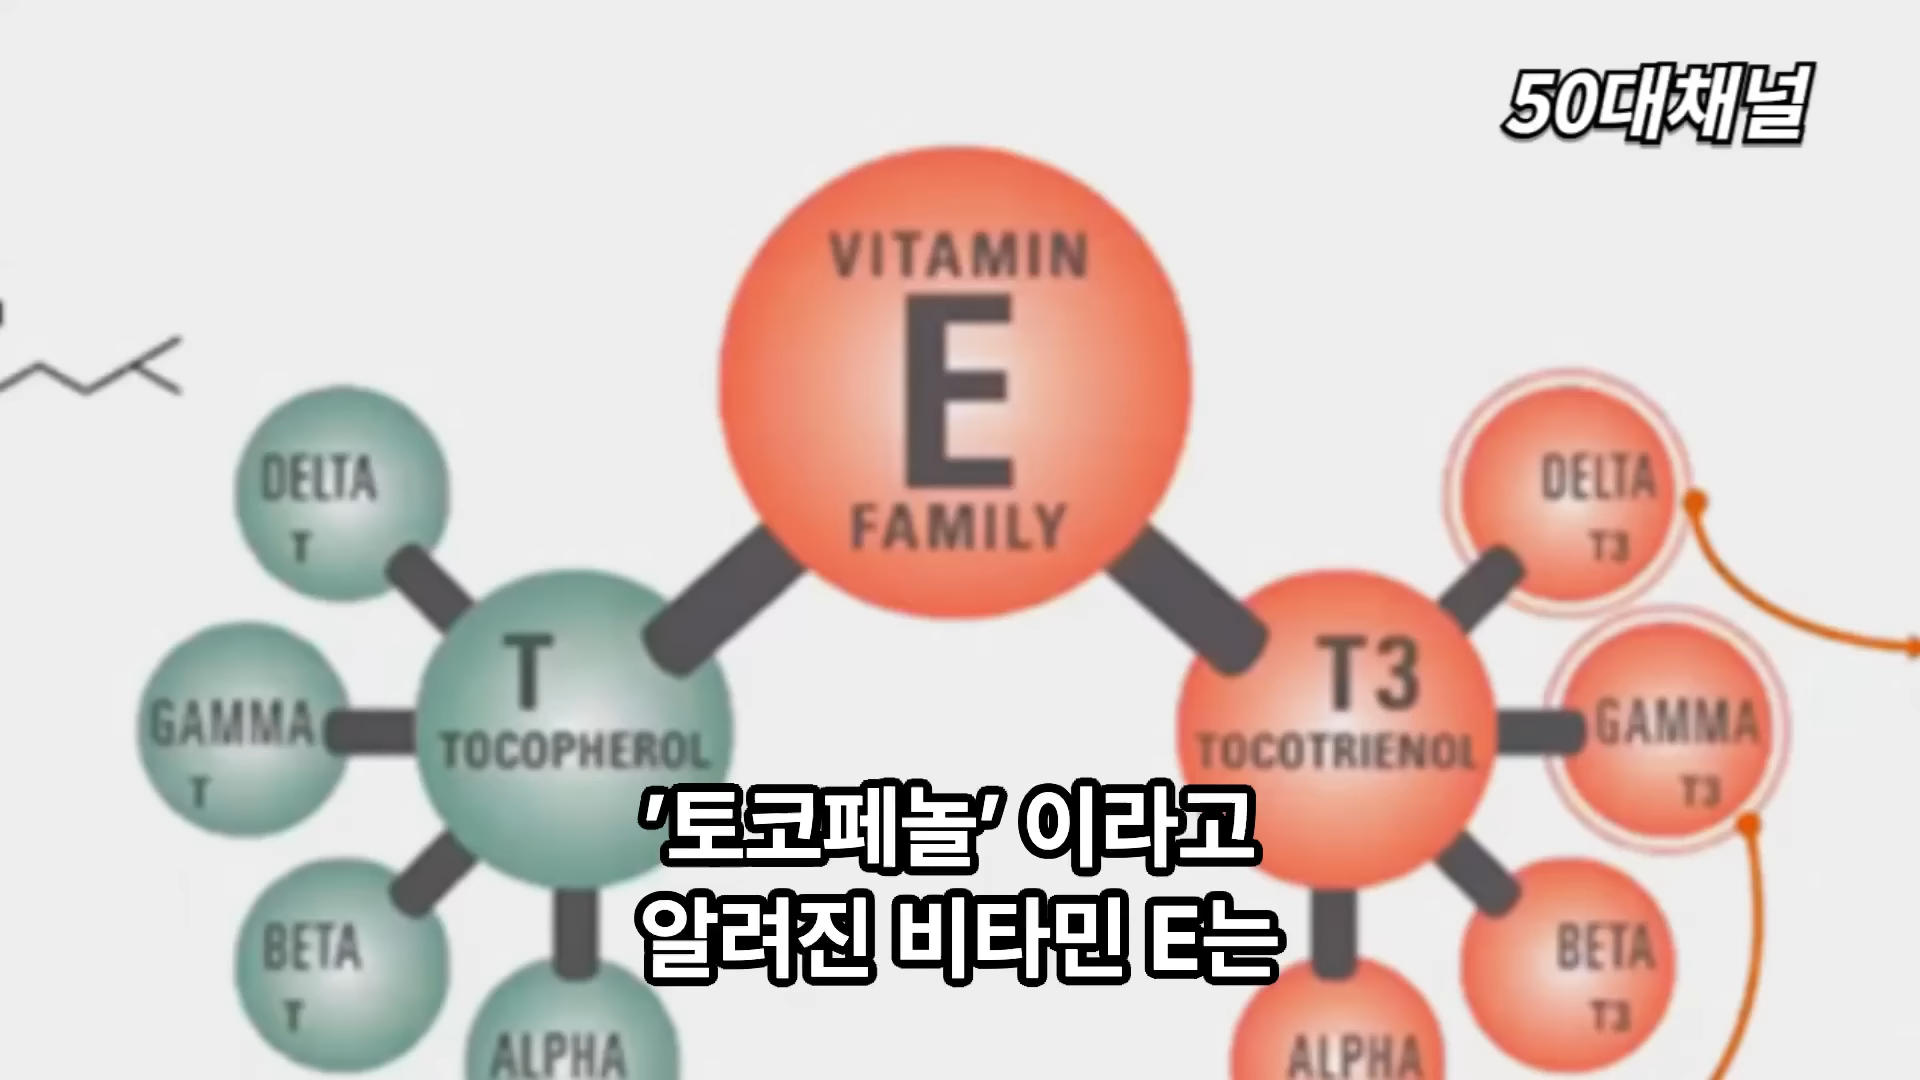 50대채널
VITAMIN
E
FAMILY
DELTA
T
DELTA
T3
T
TOCOPHEROL
T3
TOCOTRIENOL
GAMMA
T
GAMMA
T3
BETA
T
BETA
T3
ALPHA
ALPHA
'토코페놀' 이라고
알려진 비타민 E는